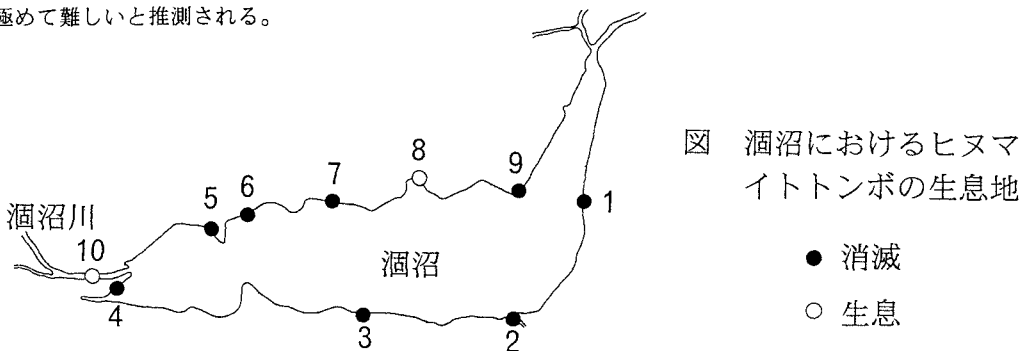 極めて難しいと推測される。
図 涸沼におけるヒヌマ
イトトンボの生息地
● 消滅
○ 生息
涸沼川
涸沼
1
2
3
4
5
6
7
8
9
10